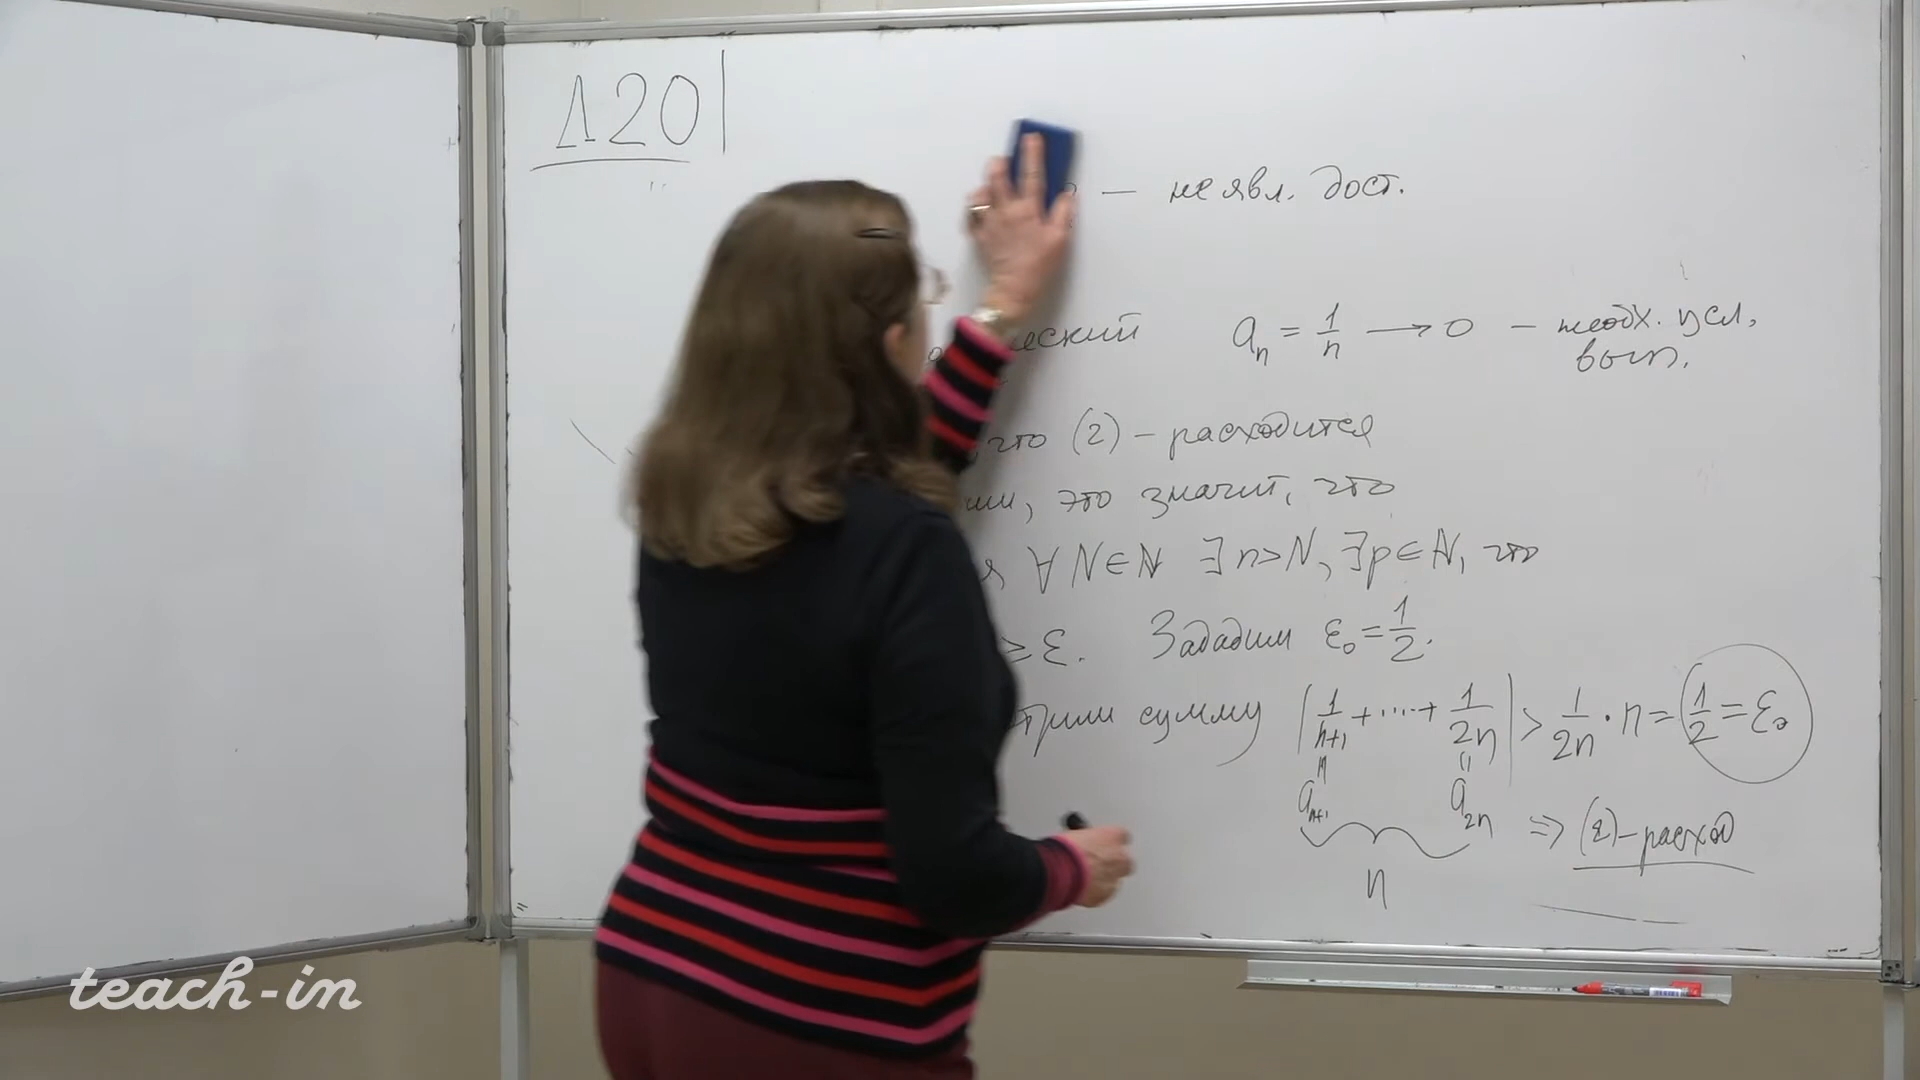 Л20
— не явл. дост.
ческий aₙ = 1/n → 0 — необх. усл.
вып.
, что (2) – расходится
ши, это значит, что
∀ N∈ℕ ∃ n>N, ∃p∈ℕ, что
≥ ε. Зададим ε₀ = 1/2.
трим сумму |1/(n+1) + ..... + 1/(2n)| > 1/(2n) · n = 1/2 = ε₀
aₙ₊₁ a₂ₙ ⇒ (2) – расход
n
teach-in